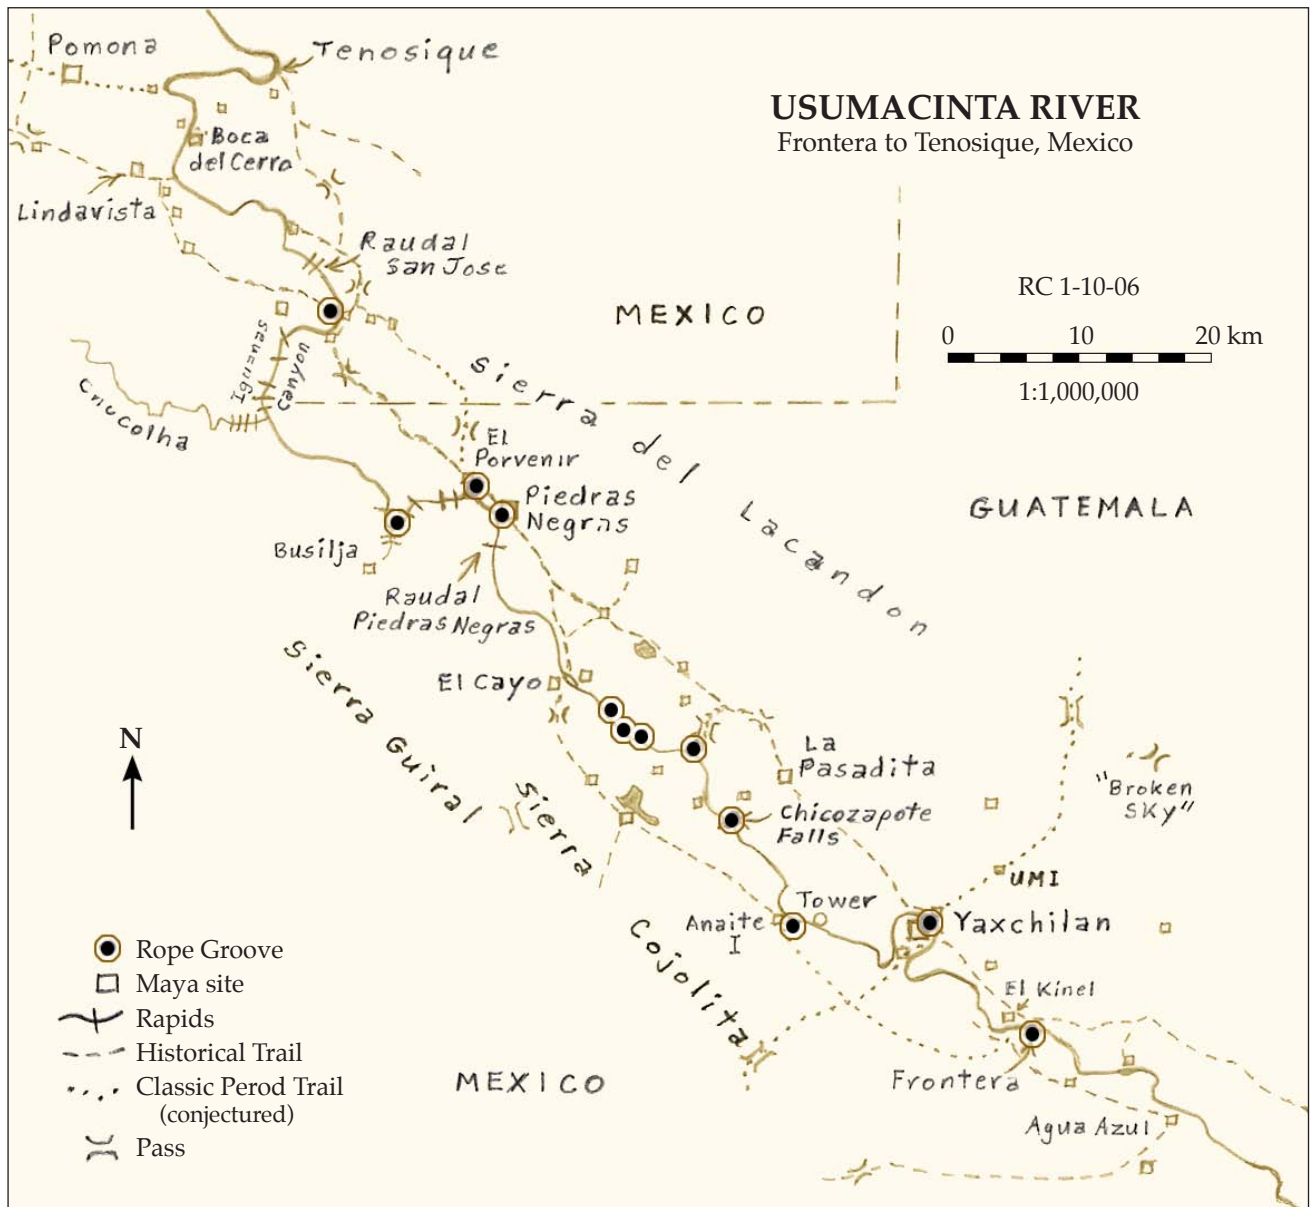 Pomona
Tenosique
USUMACINTA RIVER
Frontera to Tenosique, Mexico
Boca
del Cerro
Lindavista
Raudal
San Jose
RC 1-10-06
MEXICO
0 10 20 km
1:1,000,000
San Jose
Canyon
Chocolha
Sierra del Lacandon
El
Porvenir
Piedras
Negras
GUATEMALA
Busilja
Raudal
Piedras Negras
El Cayo
Sierra Guiral
N
La
Pasadita
"Broken
SKy"
Sierra
Cojolita
Chicozapote
Falls
UMI
Tower
Anaite
I
Yaxchilan
El Kinel
Frontera
MEXICO
Agua Azul
Rope Groove
Maya site
Rapids
Historical Trail
Classic Perod Trail
(conjectured)
Pass